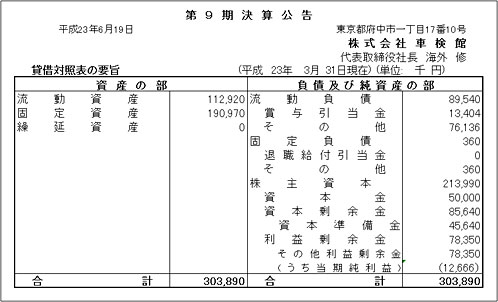 第 9 期 決 算 公 告
平成23年6月19日
東京都府中市一丁目17番10号
株 式 会 社 車 検 館
代表取締役社長 海外 修
貸借対照表の要旨
(平成 23年 3月 31日現在) (単位: 千 円)
資 産 の 部
流 動 資 産 112,920
固 定 資 産 190,970
繰 延 資 産 0
合 計 303,890
負 債 及 び 純 資 産 の 部
流 動 負 債 89,540
賞 与 引 当 金 13,404
そ の 他 76,136
固 定 負 債 360
退 職 給 付 引 当 金 0
そ の 他 360
株 主 資 本 213,990
資 本 金 50,000
資 本 剰 余 金 85,640
資 本 準 備 金 45,640
利 益 剰 余 金 78,350
その他利益剰余金 78,350
(うち当期純利益) (12,666)
合 計 303,890